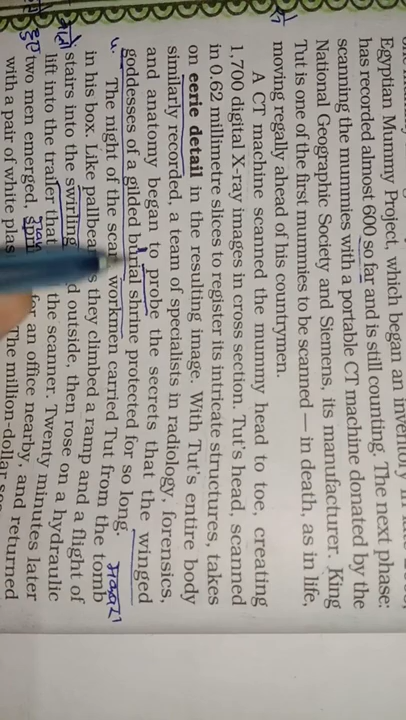 Egyptian Mummy Project, which began an inventory
has recorded almost 600 so far and is still counting. The next phase:
scanning the mummies with a portable CT machine donated by the
National Geographic Society and Siemens, its manufacturer. King
Tut is one of the first mummies to be scanned — in death, as in life,
moving regally ahead of his countrymen.
A CT machine scanned the mummy head to toe, creating
1,700 digital X-ray images in cross section. Tut's head, scanned
in 0.62 millimetre slices to register its intricate structures, takes
on eerie detail in the resulting image. With Tut's entire body
similarly recorded, a team of specialists in radiology, forensics,
and anatomy began to probe the secrets that the winged
goddesses of a gilded burial shrine protected for so long.
The night of the scan workmen carried Tut from the tomb
in his box. Like they climbed a ramp and a flight of
stairs into the swirling outside, then rose on a hydraulic
lift into the trailer that the scanner. Twenty minutes later
two men emerged, for an office nearby, and returned
with a pair of white The million-dollar